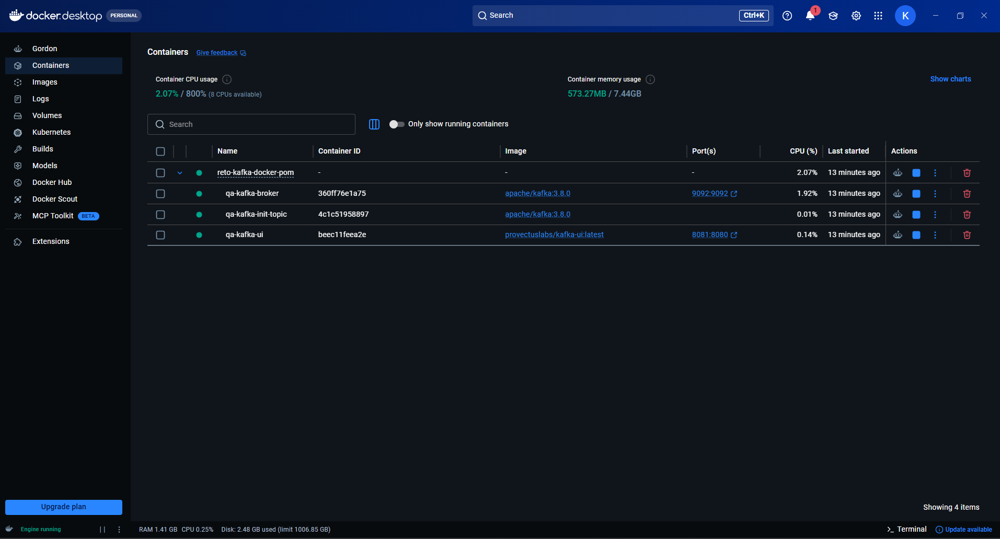 docker.desktop PERSONAL
Search Ctrl+K
1
K
Gordon
Containers
Images
Logs
Volumes
Kubernetes
Builds
Models
Docker Hub
Docker Scout
MCP Toolkit BETA
Extensions
Upgrade plan
Engine running
Containers Give feedback
Container CPU usage
2.07% / 800% (8 CPUs available)
Container memory usage
573.27MB / 7.44GB
Show charts
Search
Only show running containers
Name Container ID Image Port(s) CPU (%) Last started Actions
reto-kafka-docker-pom - - - 2.07% 13 minutes ago
qa-kafka-broker 360ff76e1a75 apache/kafka:3.8.0 9092:9092 1.92% 13 minutes ago
qa-kafka-init-topic 4c1c51958897 apache/kafka:3.8.0 0.01% 13 minutes ago
qa-kafka-ui beec11feea2e provectuslabs/kafka-ui:latest 8081:8080 0.14% 13 minutes ago
Showing 4 items
RAM 1.41 GB CPU 0.25% Disk: 2.48 GB used (limit 1006.85 GB)
Terminal
Update available